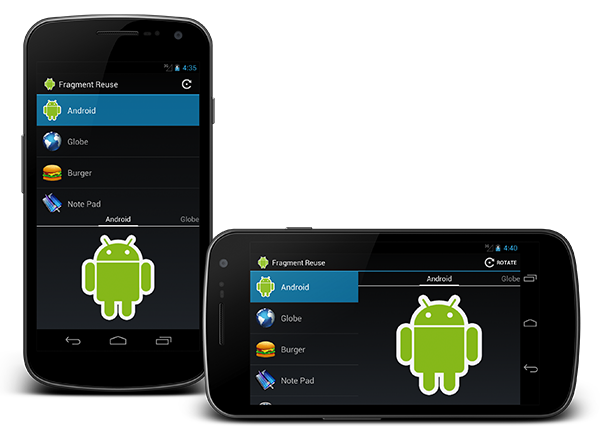 4:35
Fragment Reuse
Android
Globe
Burger
Note Pad
Android Globe
4:40
Fragment Reuse ROTATE
Android
Globe
Burger
Note Pad
Android Globe